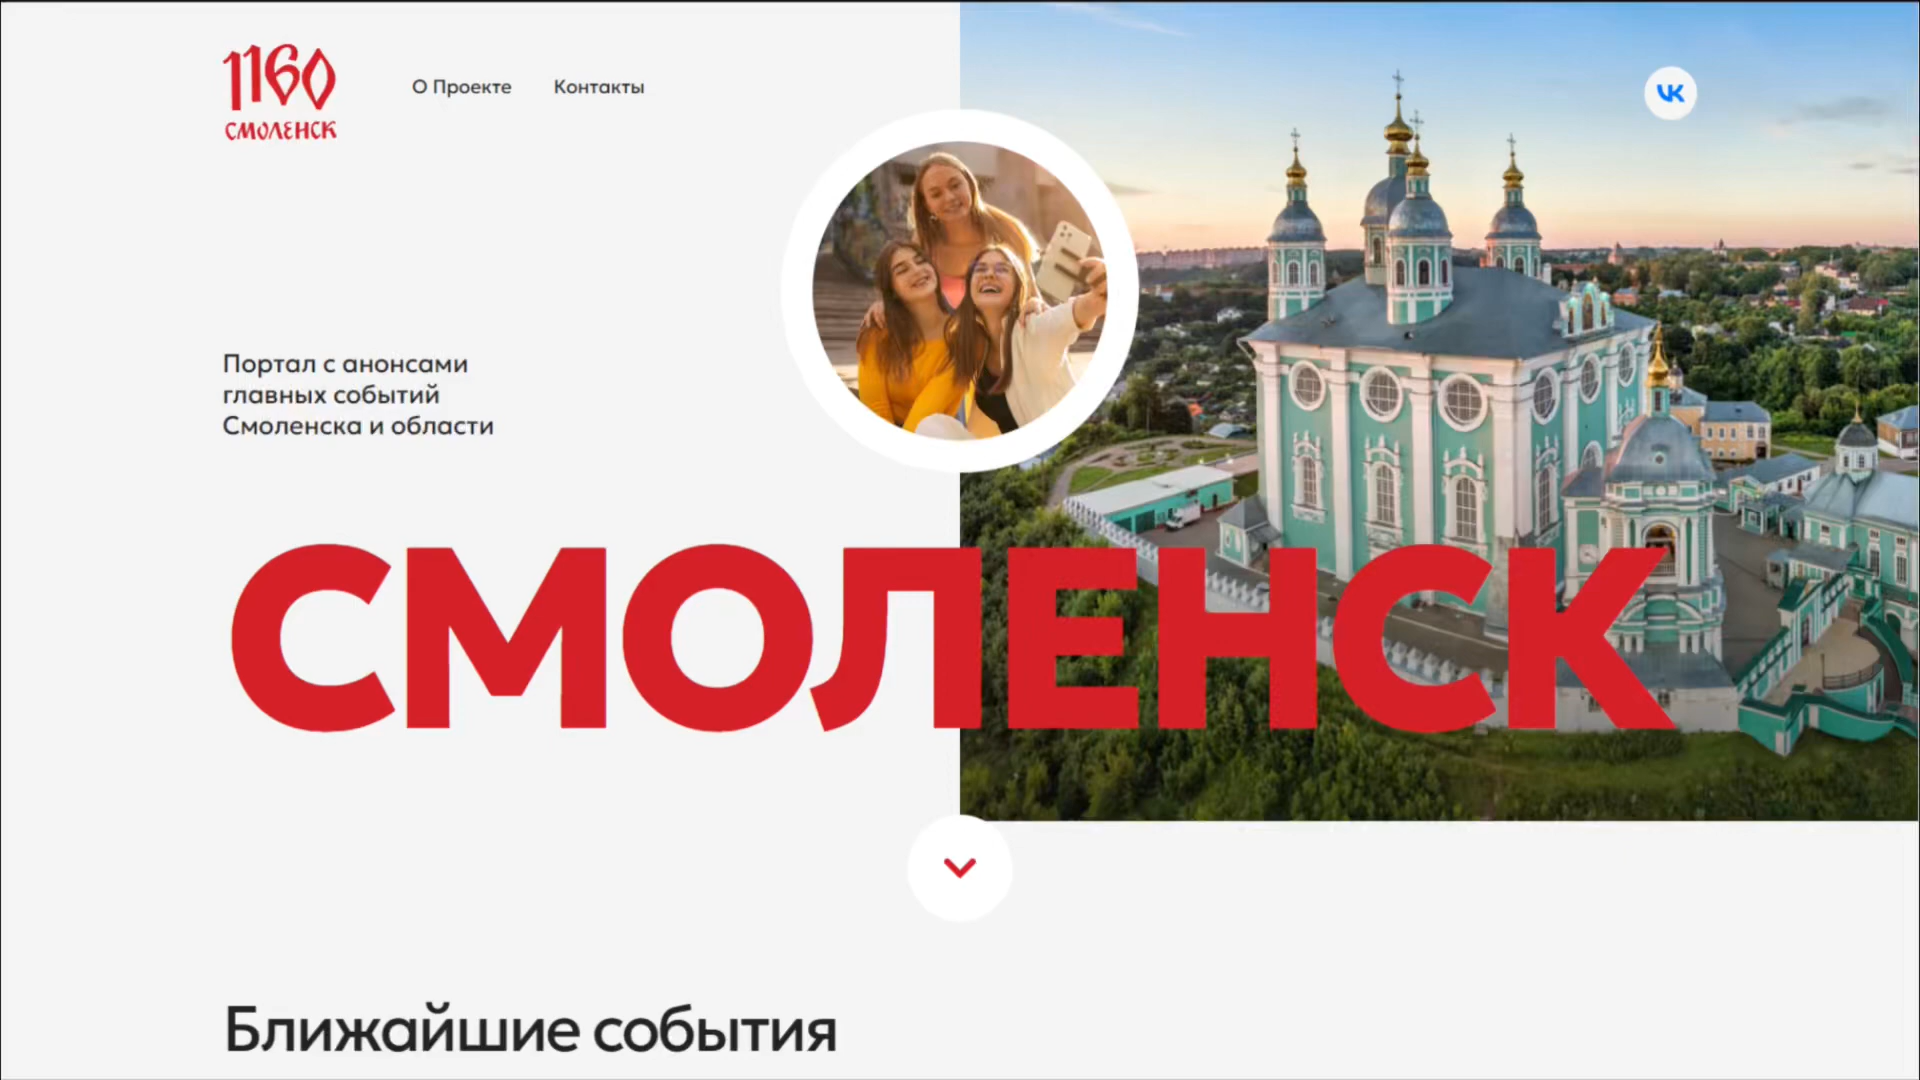 1160
СМОЛЕНСК
О Проекте
Контакты
Портал с анонсами
главных событий
Смоленска и области
СМОЛЕНСК
Ближайшие события